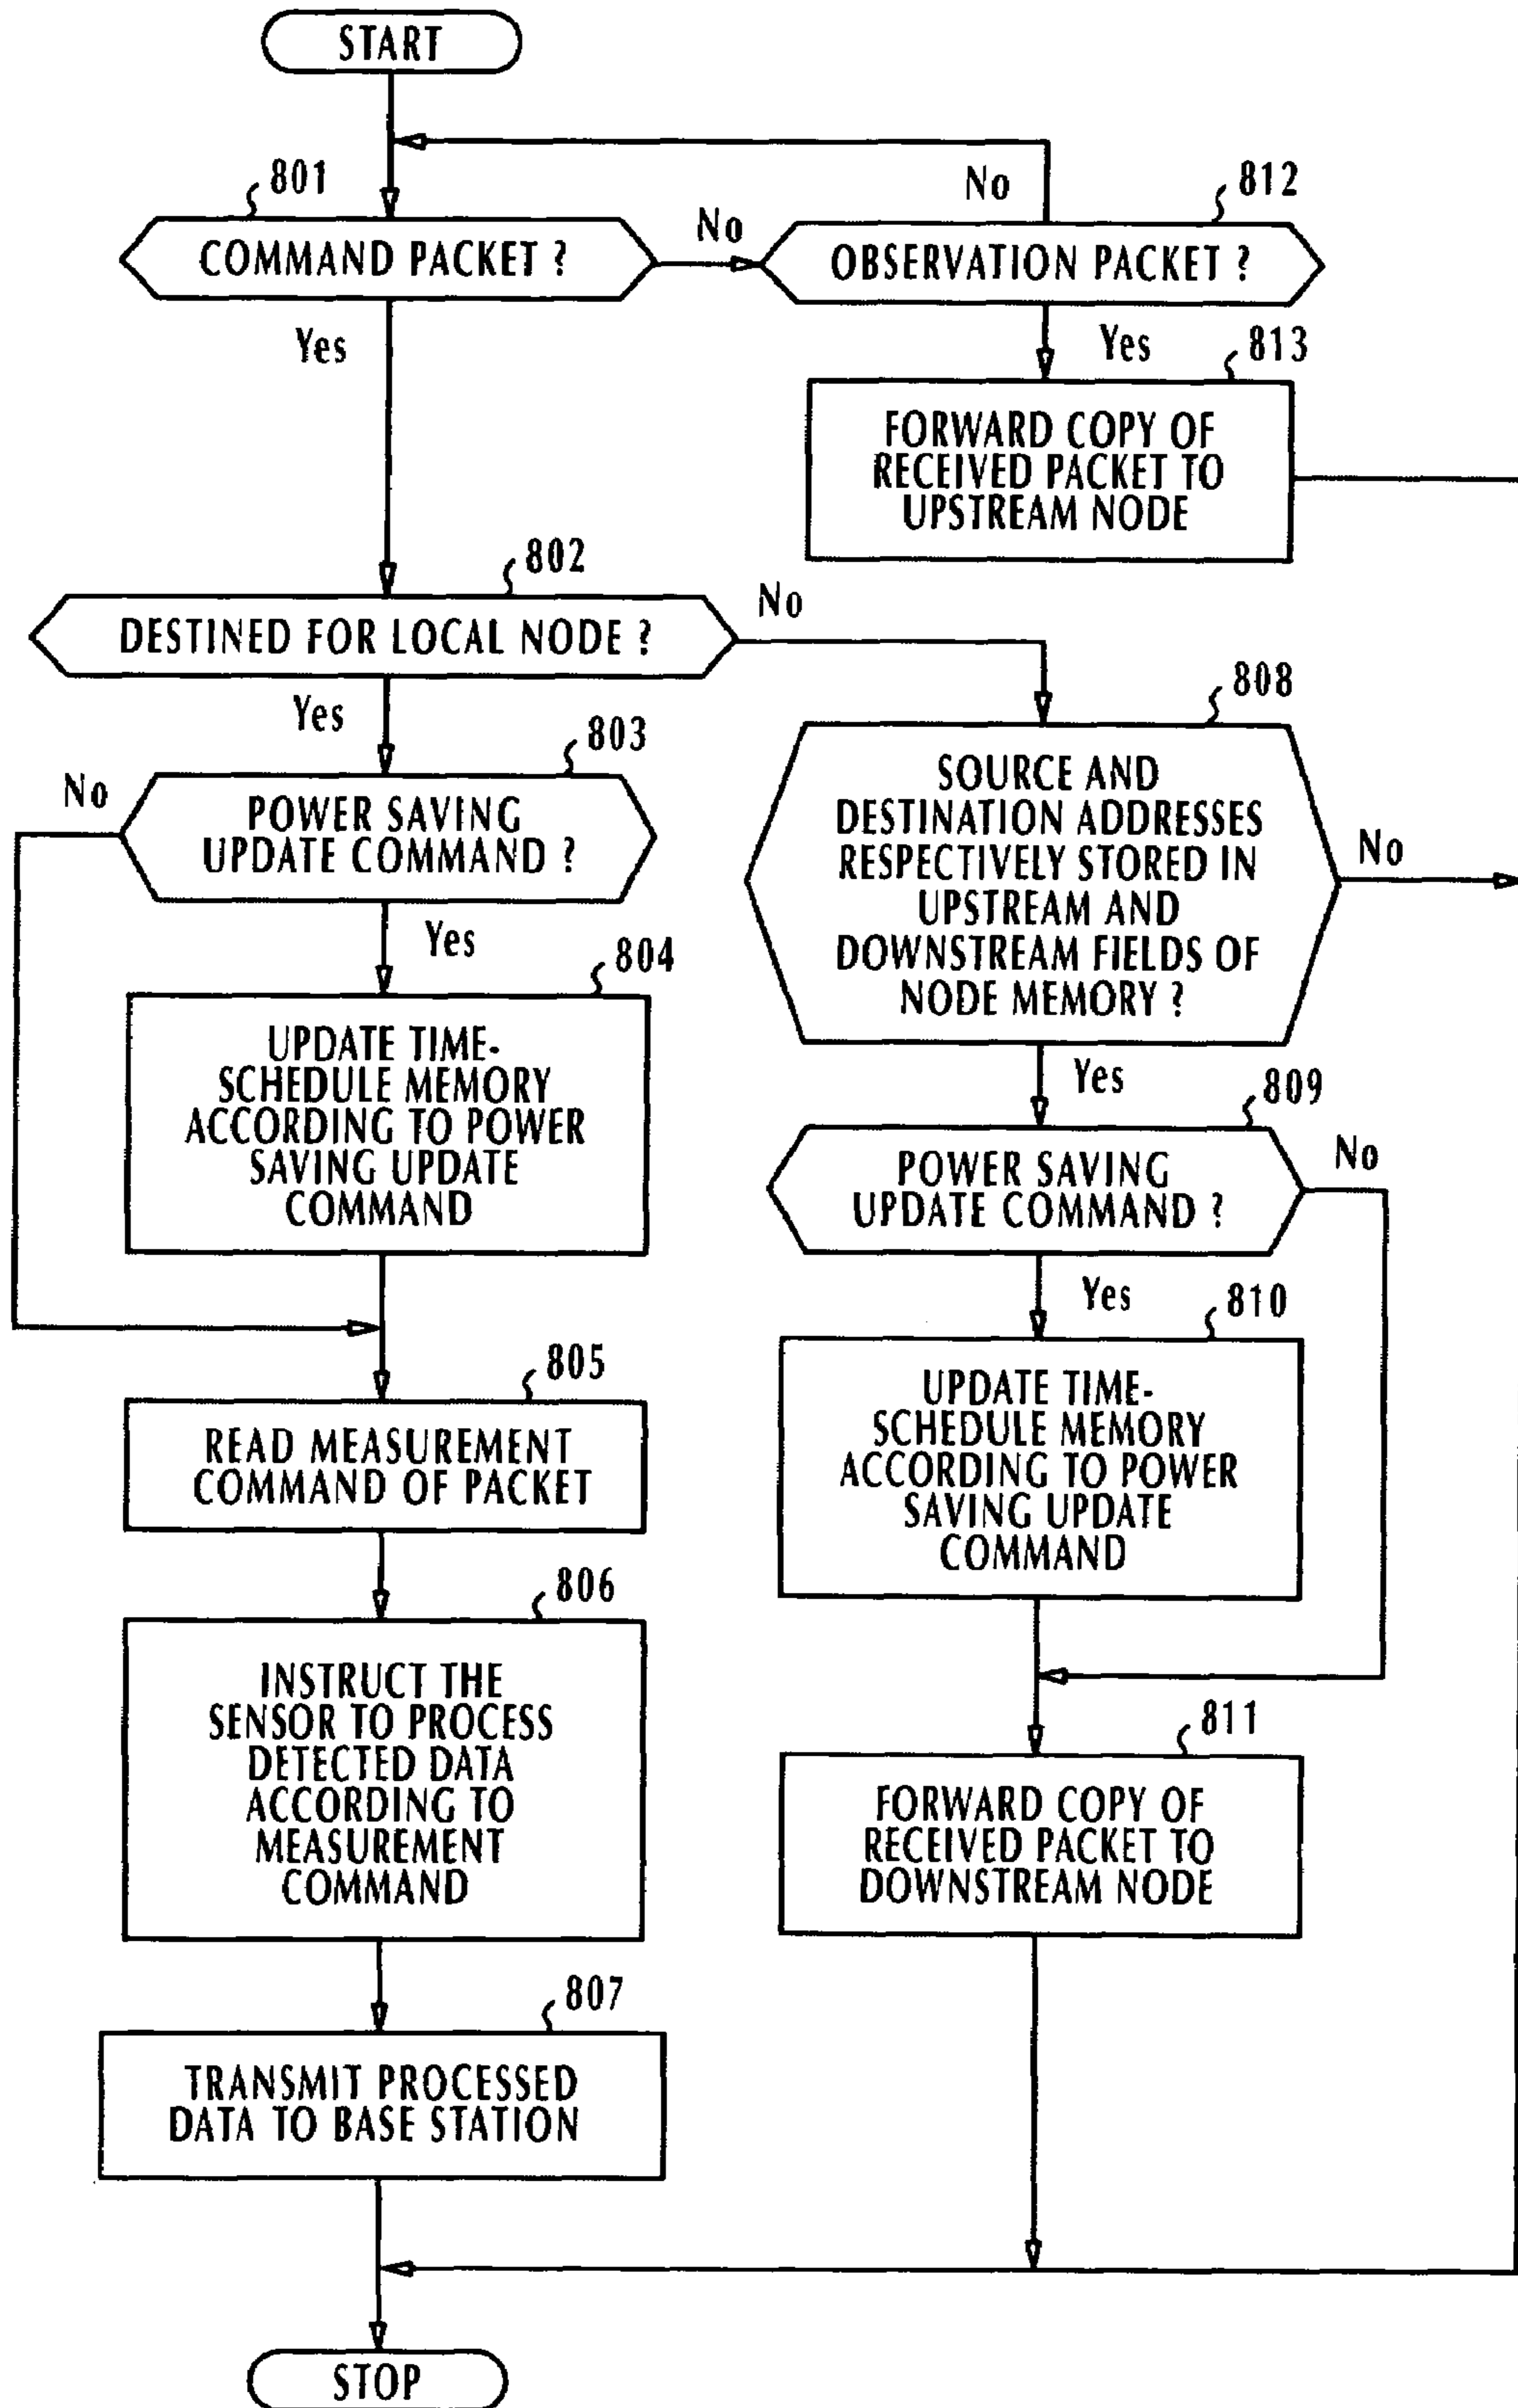 START
801
COMMAND PACKET ?
No
Yes
812
OBSERVATION PACKET ?
No
Yes
813
FORWARD COPY OF
RECEIVED PACKET TO
UPSTREAM NODE
802
DESTINED FOR LOCAL NODE ?
No
Yes
803
POWER SAVING
UPDATE COMMAND ?
No
Yes
804
UPDATE TIME-
SCHEDULE MEMORY
ACCORDING TO POWER
SAVING UPDATE
COMMAND
805
READ MEASUREMENT
COMMAND OF PACKET
806
INSTRUCT THE
SENSOR TO PROCESS
DETECTED DATA
ACCORDING TO
MEASUREMENT
COMMAND
807
TRANSMIT PROCESSED
DATA TO BASE STATION
808
SOURCE AND
DESTINATION ADDRESSES
RESPECTIVELY STORED IN
UPSTREAM AND
DOWNSTREAM FIELDS OF
NODE MEMORY ?
No
Yes
809
POWER SAVING
UPDATE COMMAND ?
No
Yes
810
UPDATE TIME-
SCHEDULE MEMORY
ACCORDING TO POWER
SAVING UPDATE
COMMAND
811
FORWARD COPY OF
RECEIVED PACKET TO
DOWNSTREAM NODE
STOP